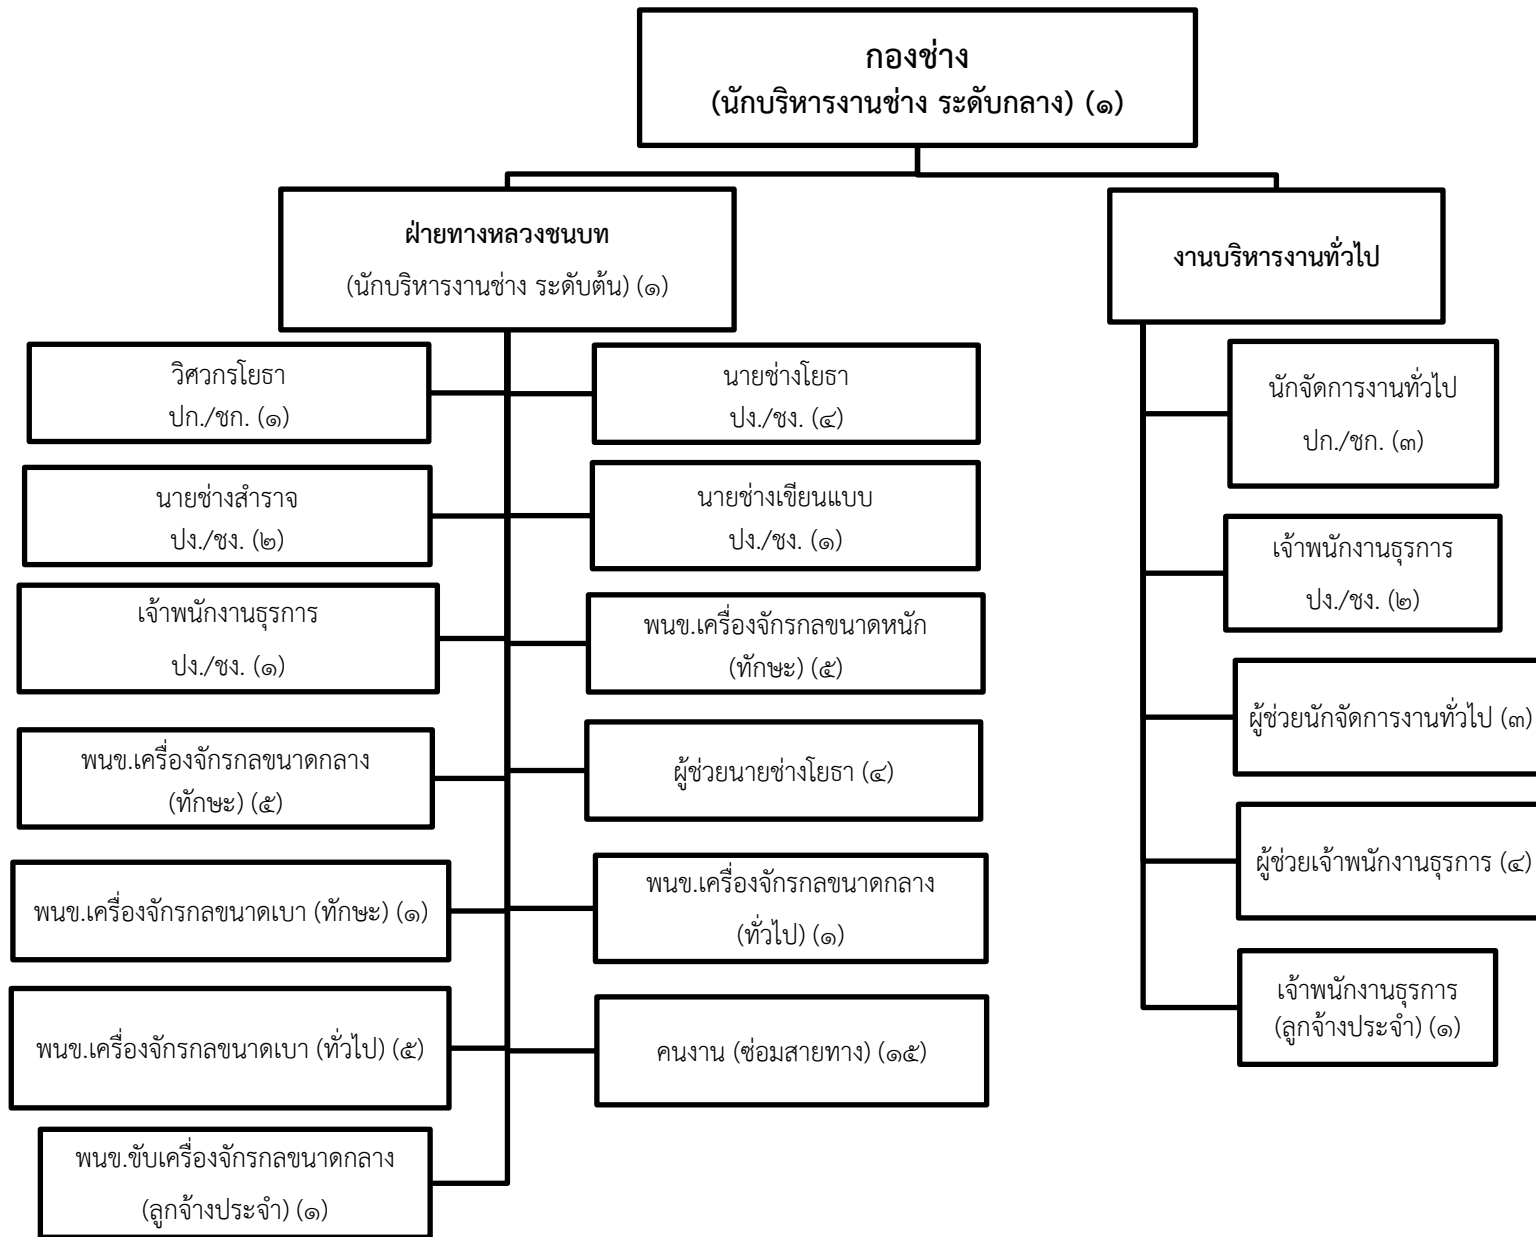 กองช่าง
(นักบริหารงานช่าง ระดับกลาง) (๑)
ฝ่ายทางหลวงชนบท
(นักบริหารงานช่าง ระดับต้น) (๑)
งานบริหารงานทั่วไป
วิศวกรโยธา
ปก./ชก. (๑)
นายช่างโยธา
ปง./ชง. (๔)
นายช่างสำราจ
ปง./ชง. (๒)
นายช่างเขียนแบบ
ปง./ชง. (๑)
เจ้าพนักงานธุรการ
ปง./ชง. (๑)
พนข.เครื่องจักรกลขนาดหนัก
(ทักษะ) (๕)
พนข.เครื่องจักรกลขนาดกลาง
(ทักษะ) (๕)
ผู้ช่วยนายช่างโยธา (๔)
พนข.เครื่องจักรกลขนาดเบา (ทักษะ) (๑)
พนข.เครื่องจักรกลขนาดกลาง
(ทั่วไป) (๑)
พนข.เครื่องจักรกลขนาดเบา (ทั่วไป) (๕)
คนงาน (ซ่อมสายทาง) (๑๕)
พนข.ขับเครื่องจักรกลขนาดกลาง
(ลูกจ้างประจำ) (๑)
นักจัดการงานทั่วไป
ปก./ชก. (๓)
เจ้าพนักงานธุรการ
ปง./ชง. (๒)
ผู้ช่วยนักจัดการงานทั่วไป (๓)
ผู้ช่วยเจ้าพนักงานธุรการ (๔)
เจ้าพนักงานธุรการ
(ลูกจ้างประจำ) (๑)